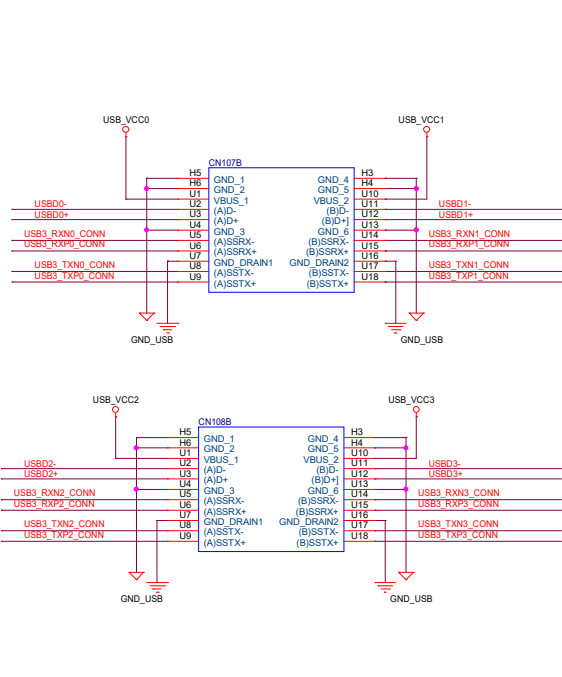 USB_VCC0 USB_VCC1
CN107B
H5 GND_1 GND_4 H3
H6 GND_2 GND_5 H4
U1 VBUS_1 VBUS_2 U10
USBD0- U2 (A)D- (B)D- U11 USBD1-
USBD0+ U3 (A)D+ (B)D+] U12 USBD1+
U4 GND_3 GND_6 U13
USB3_RXN0_CONN U5 (A)SSRX- (B)SSRX- U14 USB3_RXN1_CONN
USB3_RXP0_CONN U6 (A)SSRX+ (B)SSRX+ U15 USB3_RXP1_CONN
U7 GND_DRAIN1 GND_DRAIN2 U16
USB3_TXN0_CONN U8 (A)SSTX- (B)SSTX- U17 USB3_TXN1_CONN
USB3_TXP0_CONN U9 (A)SSTX+ (B)SSTX+ U18 USB3_TXP1_CONN
GND_USB GND_USB
USB_VCC2 USB_VCC3
CN108B
H5 GND_1 GND_4 H3
H6 GND_2 GND_5 H4
U1 VBUS_1 VBUS_2 U10
USBD2- U2 (A)D- (B)D- U11 USBD3-
USBD2+ U3 (A)D+ (B)D+] U12 USBD3+
U4 GND_3 GND_6 U13
USB3_RXN2_CONN U5 (A)SSRX- (B)SSRX- U14 USB3_RXN3_CONN
USB3_RXP2_CONN U6 (A)SSRX+ (B)SSRX+ U15 USB3_RXP3_CONN
U7 GND_DRAIN1 GND_DRAIN2 U16
USB3_TXN2_CONN U8 (A)SSTX- (B)SSTX- U17 USB3_TXN3_CONN
USB3_TXP2_CONN U9 (A)SSTX+ (B)SSTX+ U18 USB3_TXP3_CONN
GND_USB GND_USB